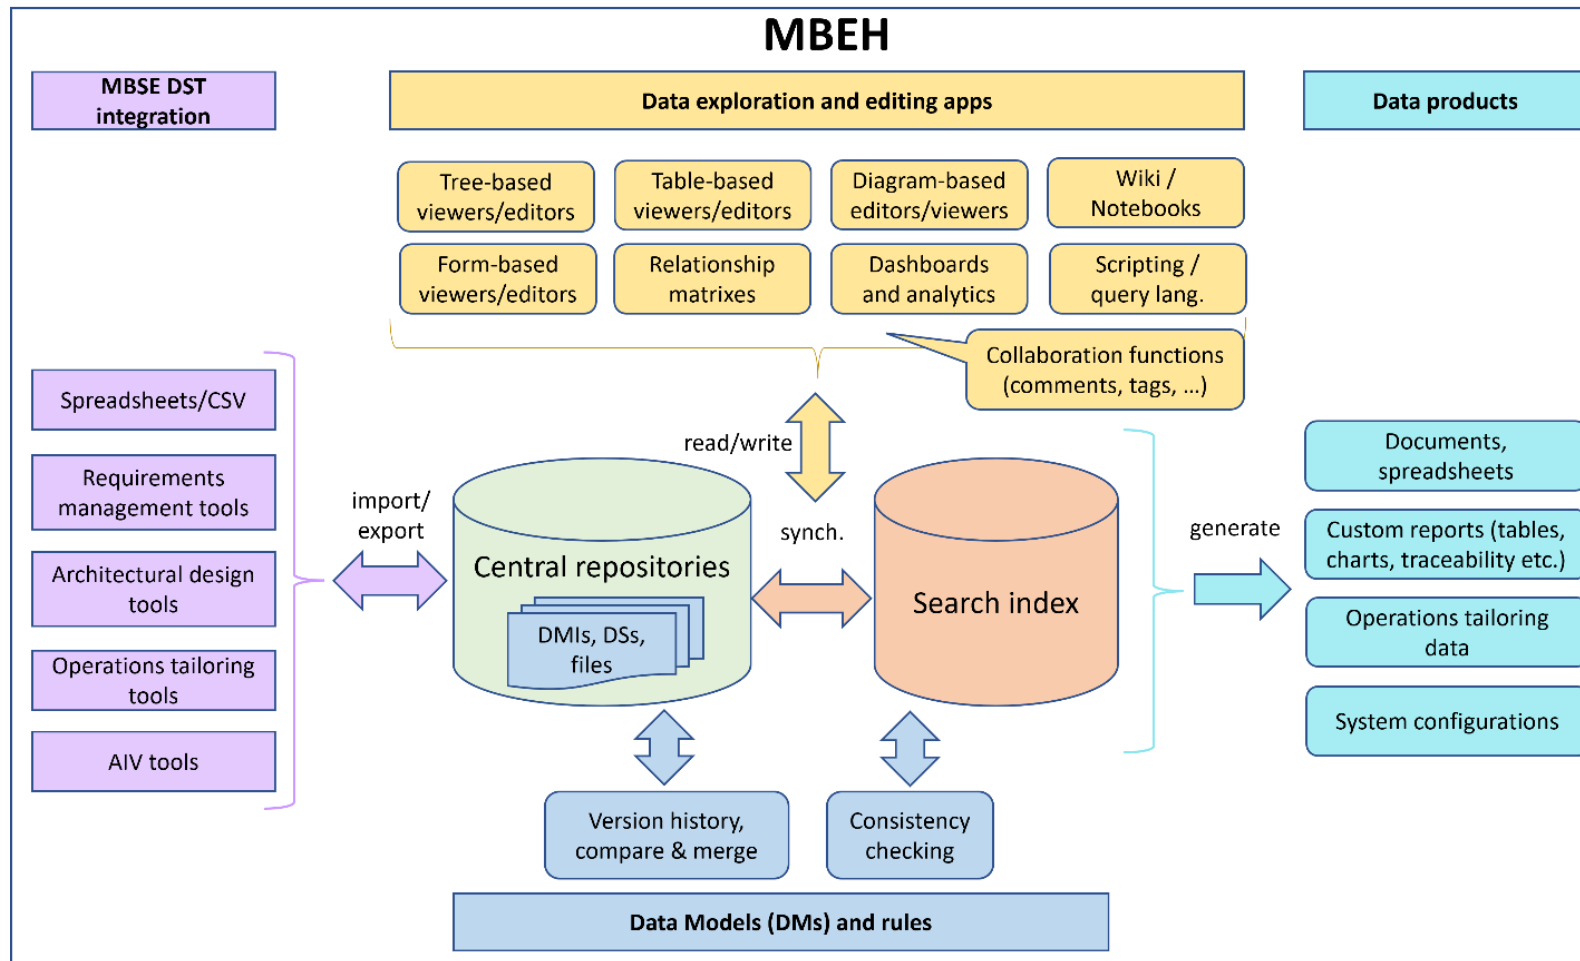 MBEH
MBSE DST
integration
Data exploration and editing apps
Data products
Tree-based
viewers/editors
Table-based
viewers/editors
Diagram-based
editors/viewers
Wiki /
Notebooks
Form-based
viewers/editors
Relationship
matrixes
Dashboards
and analytics
Scripting /
query lang.
Collaboration functions
(comments, tags, ...)
Spreadsheets/CSV
Requirements
management tools
Architectural design
tools
Operations tailoring
tools
AIV tools
import/
export
read/write
synch.
generate
Central repositories
DMIs, DSs,
files
Search index
Documents,
spreadsheets
Custom reports (tables,
charts, traceability etc.)
Operations tailoring
data
System configurations
Version history,
compare & merge
Consistency
checking
Data Models (DMs) and rules